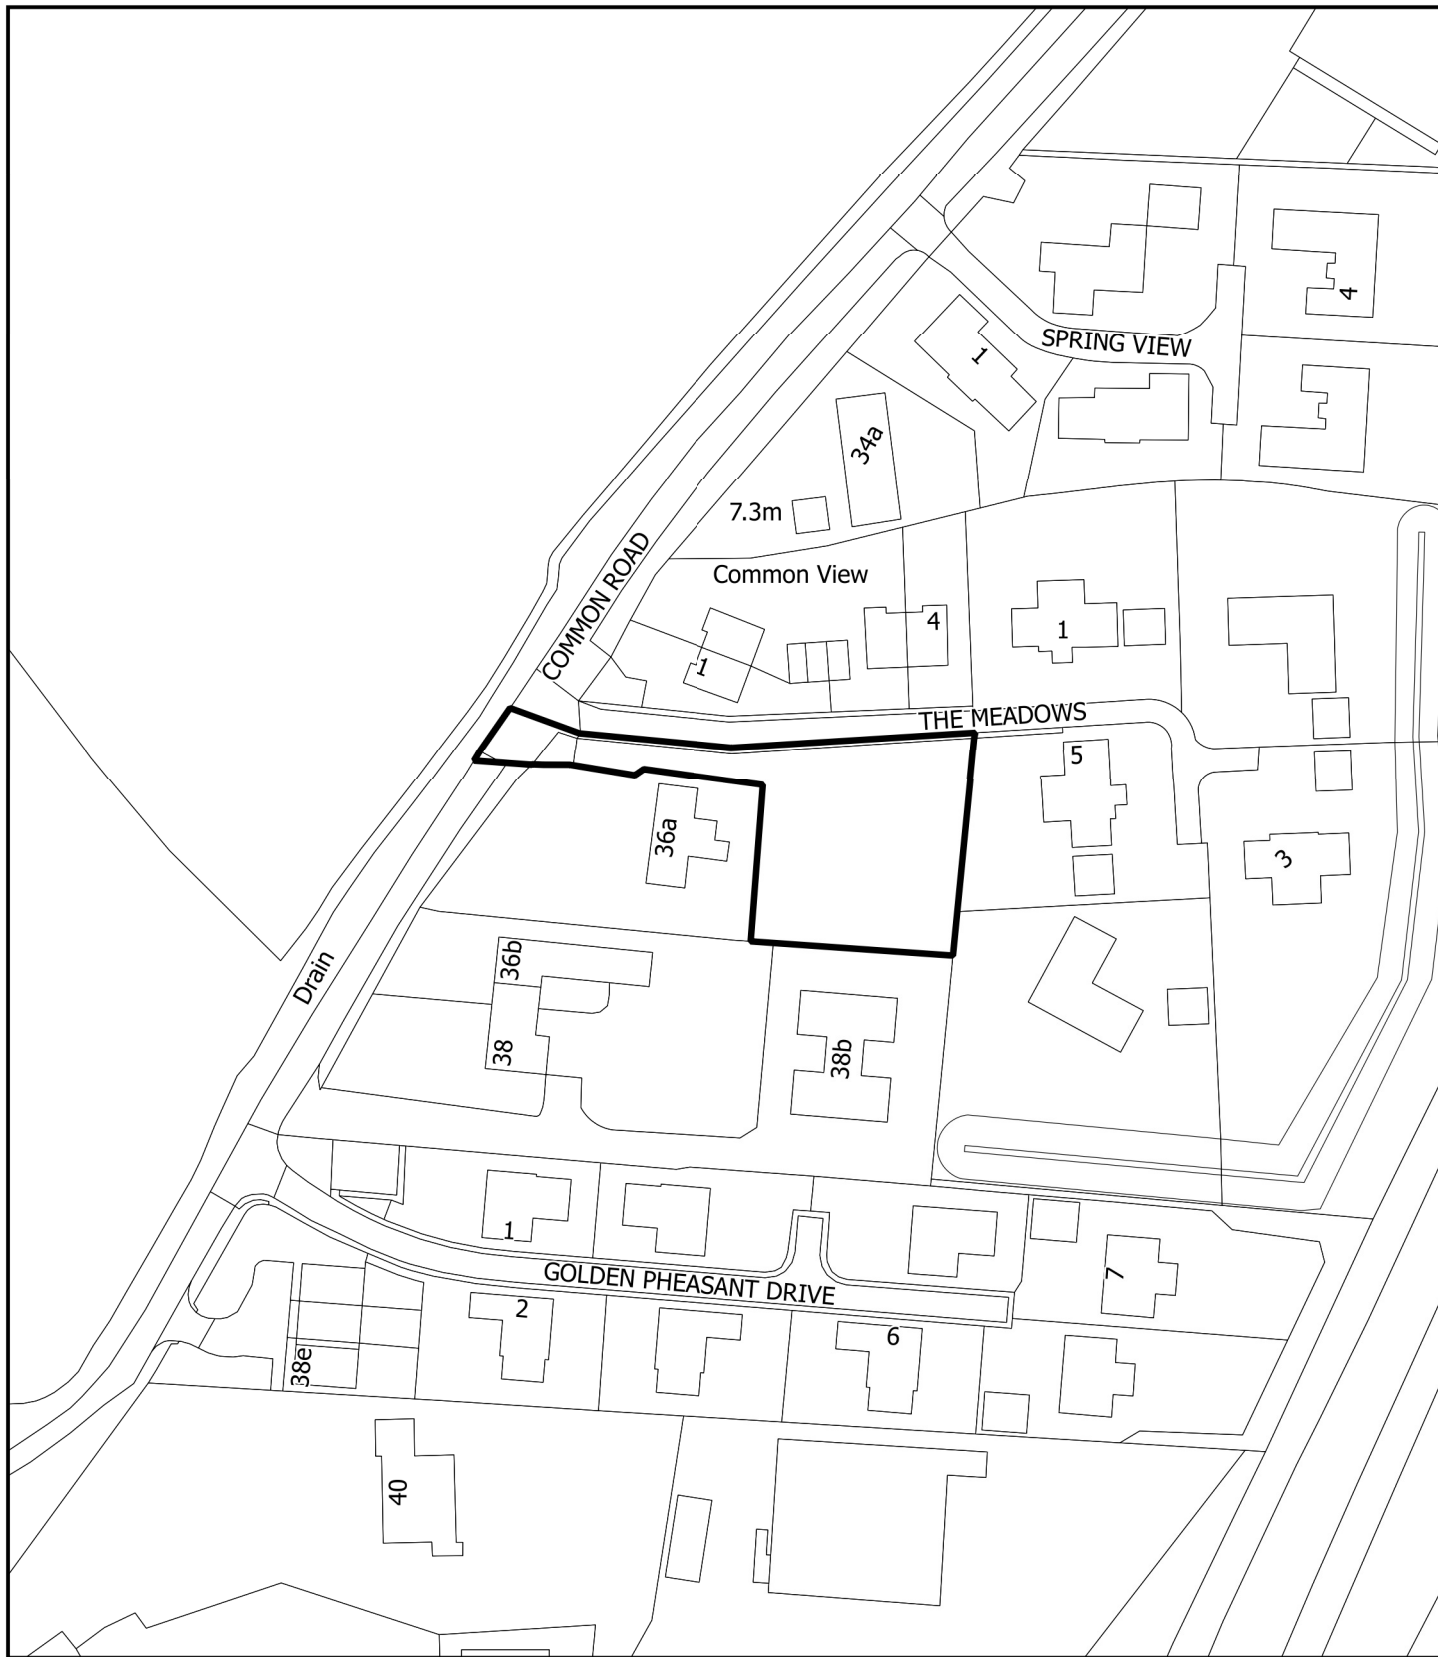 4
SPRING VIEW
1
34a
7.3m
COMMON ROAD
Common View
4
1
1
THE MEADOWS
5
36a
3
36b
Drain
38
38b
1
GOLDEN PHEASANT DRIVE
7
2
6
38e
40